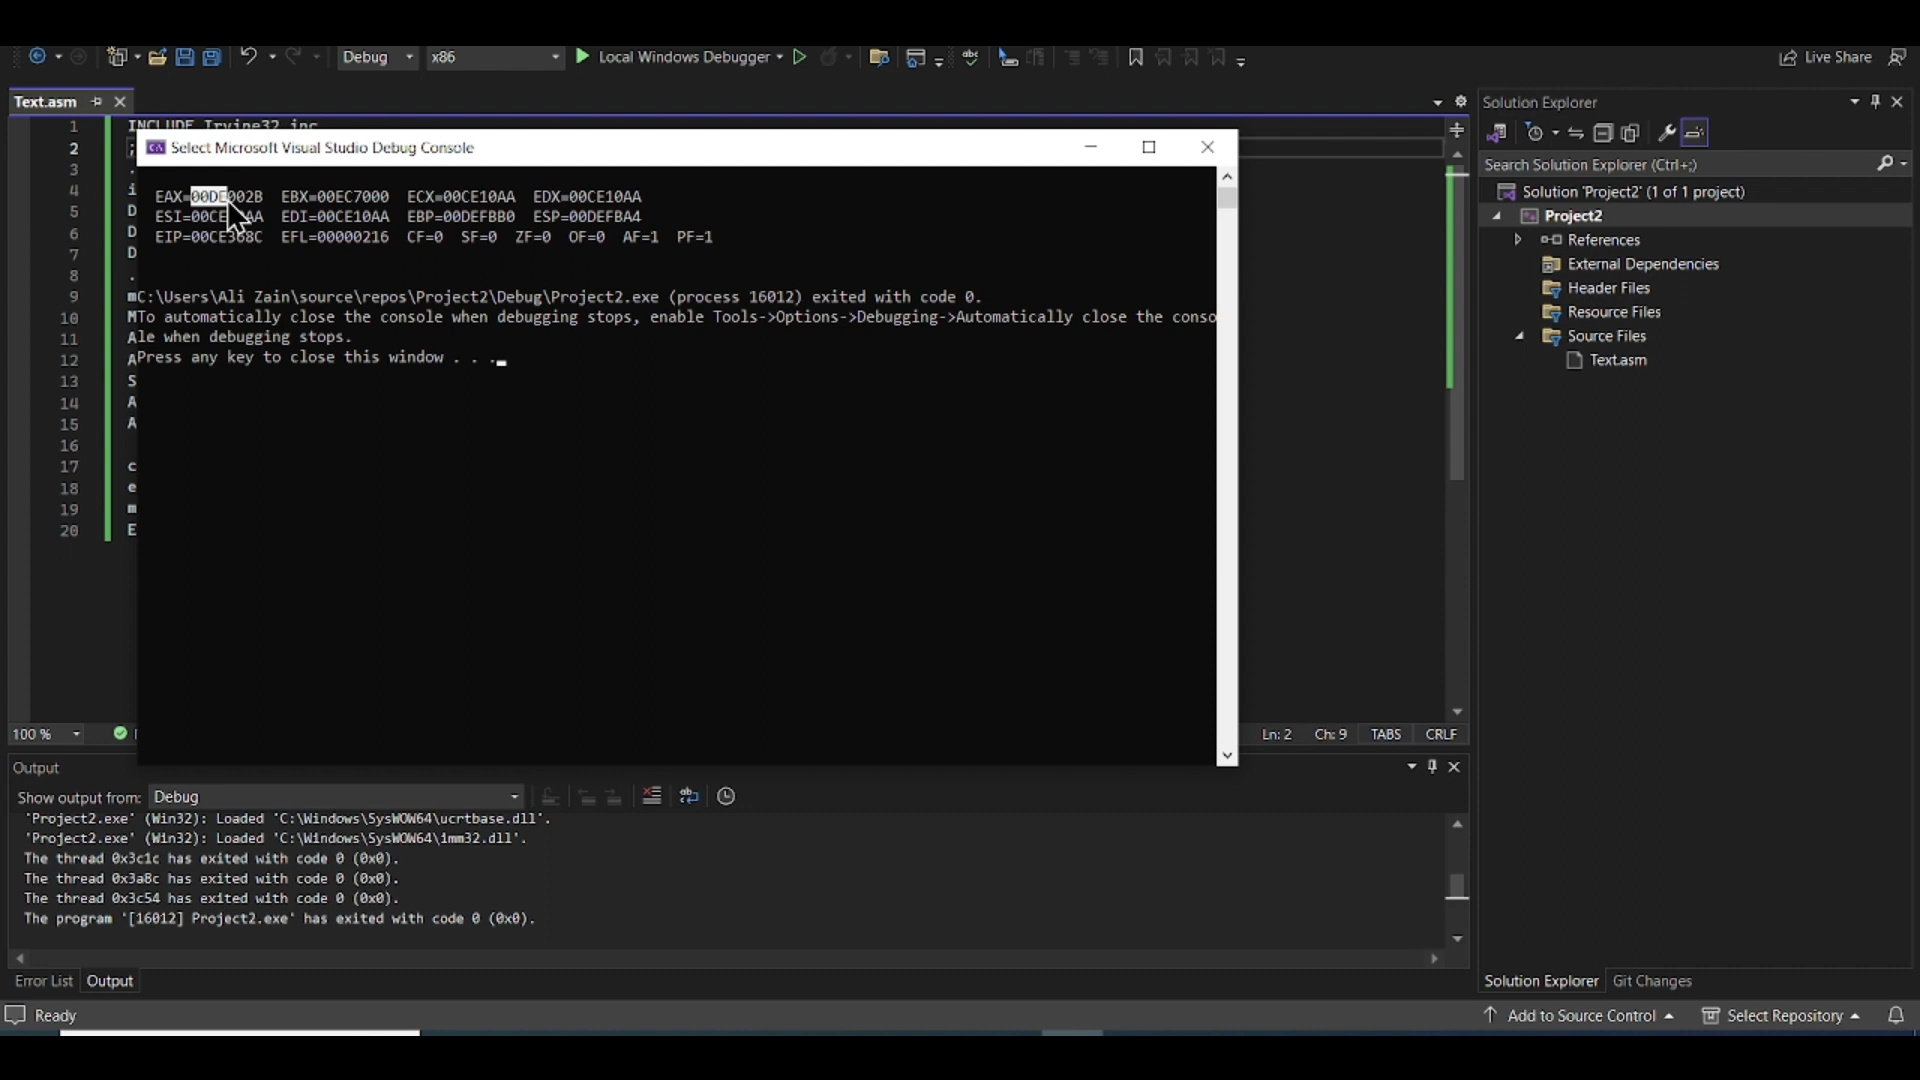 Debug x86 Local Windows Debugger Live Share
Text.asm
Solution Explorer
Search Solution Explorer (Ctrl+;)
Solution 'Project2' (1 of 1 project)
Project2
References
External Dependencies
Header Files
Resource Files
Source Files
Text.asm
1 INCLUDE Irvine32.inc
2 ;
3 .
4 i
5 D
6 D
7 D
8 .
9 m
10 M
11 A
12 A
13 S
14 A
15 A
16
17 c
18 e
19 m
20 E
Select Microsoft Visual Studio Debug Console
EAX=00DE002B EBX=00EC7000 ECX=00CE10AA EDX=00CE10AA
EDI=00CE10AA EBP=00DEFBB0 ESP=00DEFBA4
EIP=00CE368C EFL=00000216 CF=0 SF=0 ZF=0 OF=0 AF=1 PF=1
C:\Users\Ali Zain\source\repos\Project2\Debug\Project2.exe (process 16012) exited with code 0.
To automatically close the console when debugging stops, enable Tools->Options->Debugging->Automatically close the conso
le when debugging stops.
Press any key to close this window . . .
100 % Ln: 2 Ch: 9 TABS CRLF
Output
Show output from: Debug
'Project2.exe' (Win32): Loaded 'C:\Windows\SysWOW64\ucrtbase.dll'.
'Project2.exe' (Win32): Loaded 'C:\Windows\SysWOW64\imm32.dll'.
The thread 0x3c1c has exited with code 0 (0x0).
The thread 0x3a8c has exited with code 0 (0x0).
The thread 0x3c54 has exited with code 0 (0x0).
The program '[16012] Project2.exe' has exited with code 0 (0x0).
Error List Output
Solution Explorer Git Changes
Ready Add to Source Control Select Repository